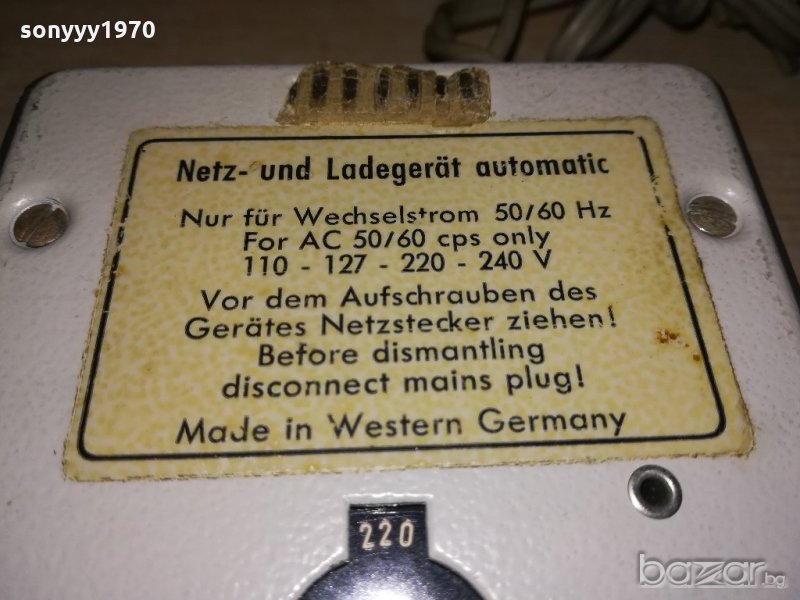 sonyyy1970
Netz- und Ladegerät automatic
Nur für Wechselstrom 50/60 Hz
For AC 50/60 cps only
110 - 127 - 220 - 240 V
Vor dem Aufschrauben des
Gerätes Netzstecker ziehen!
Before dismantling
disconnect mains plug!
Made in Western Germany
220
bazar.bg